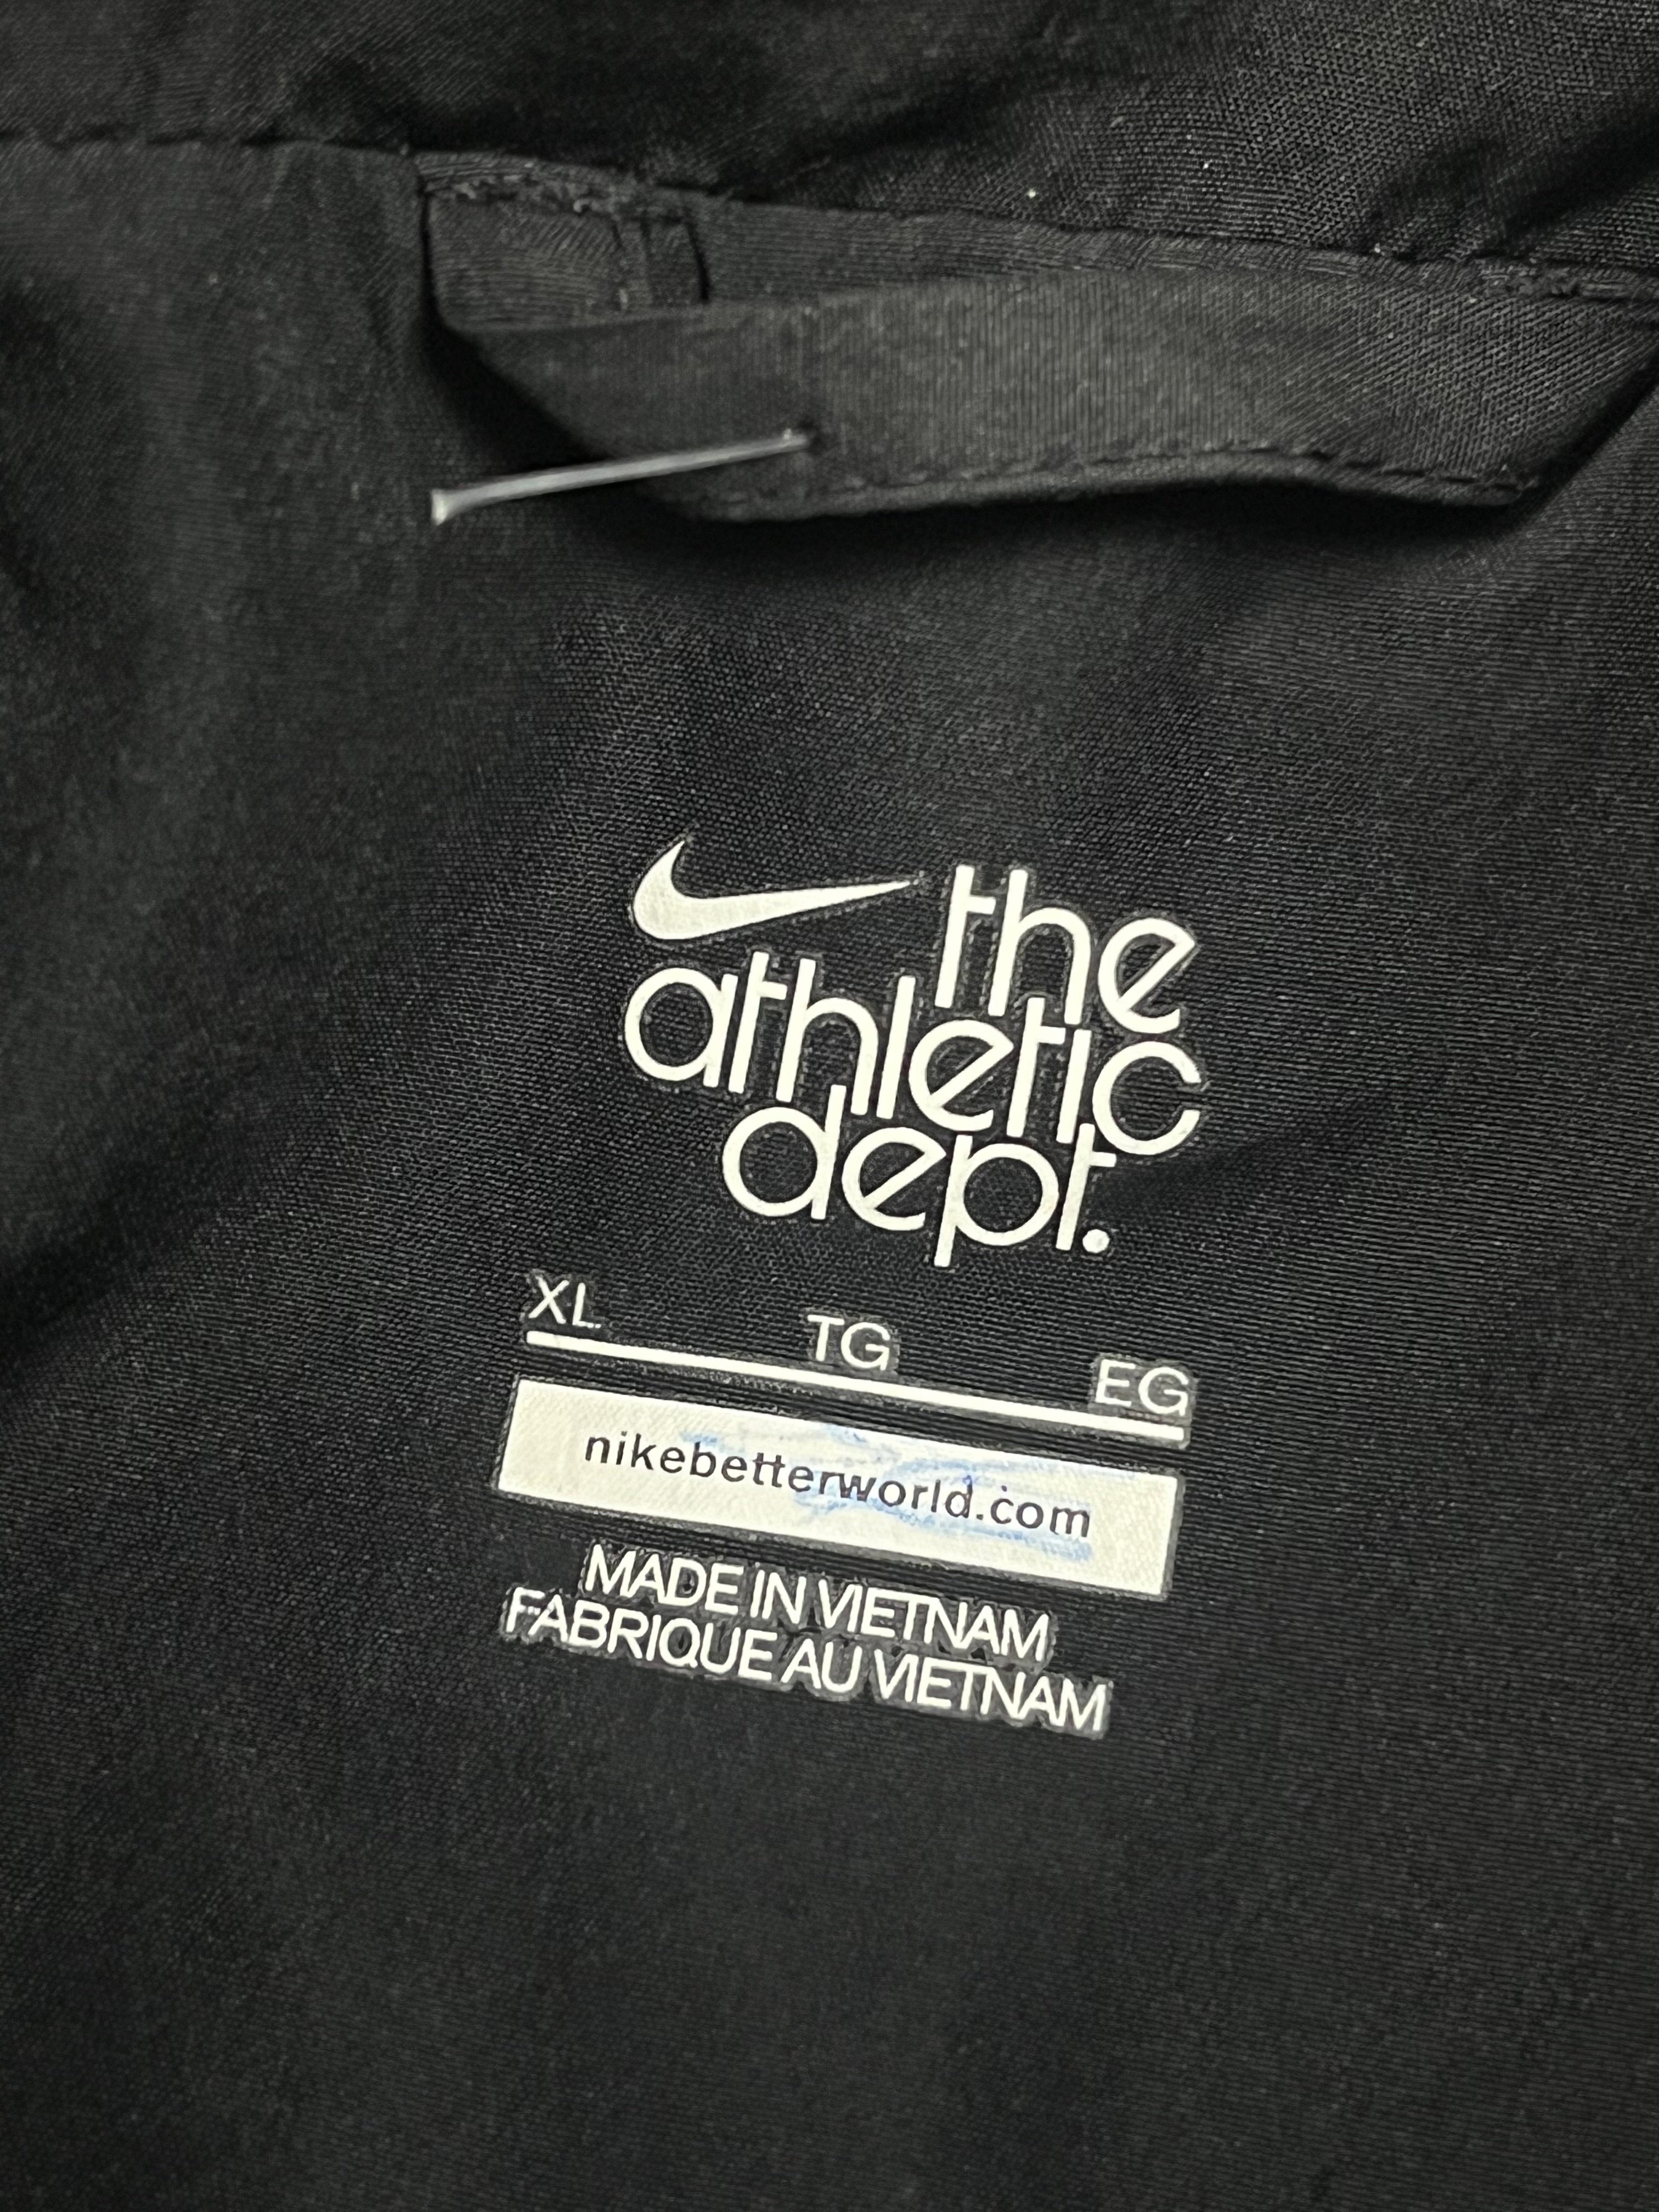 the
athletic
dept.
XL TG EG
nikebetterworld.com
MADE IN VIETNAM
FABRIQUE AU VIETNAM